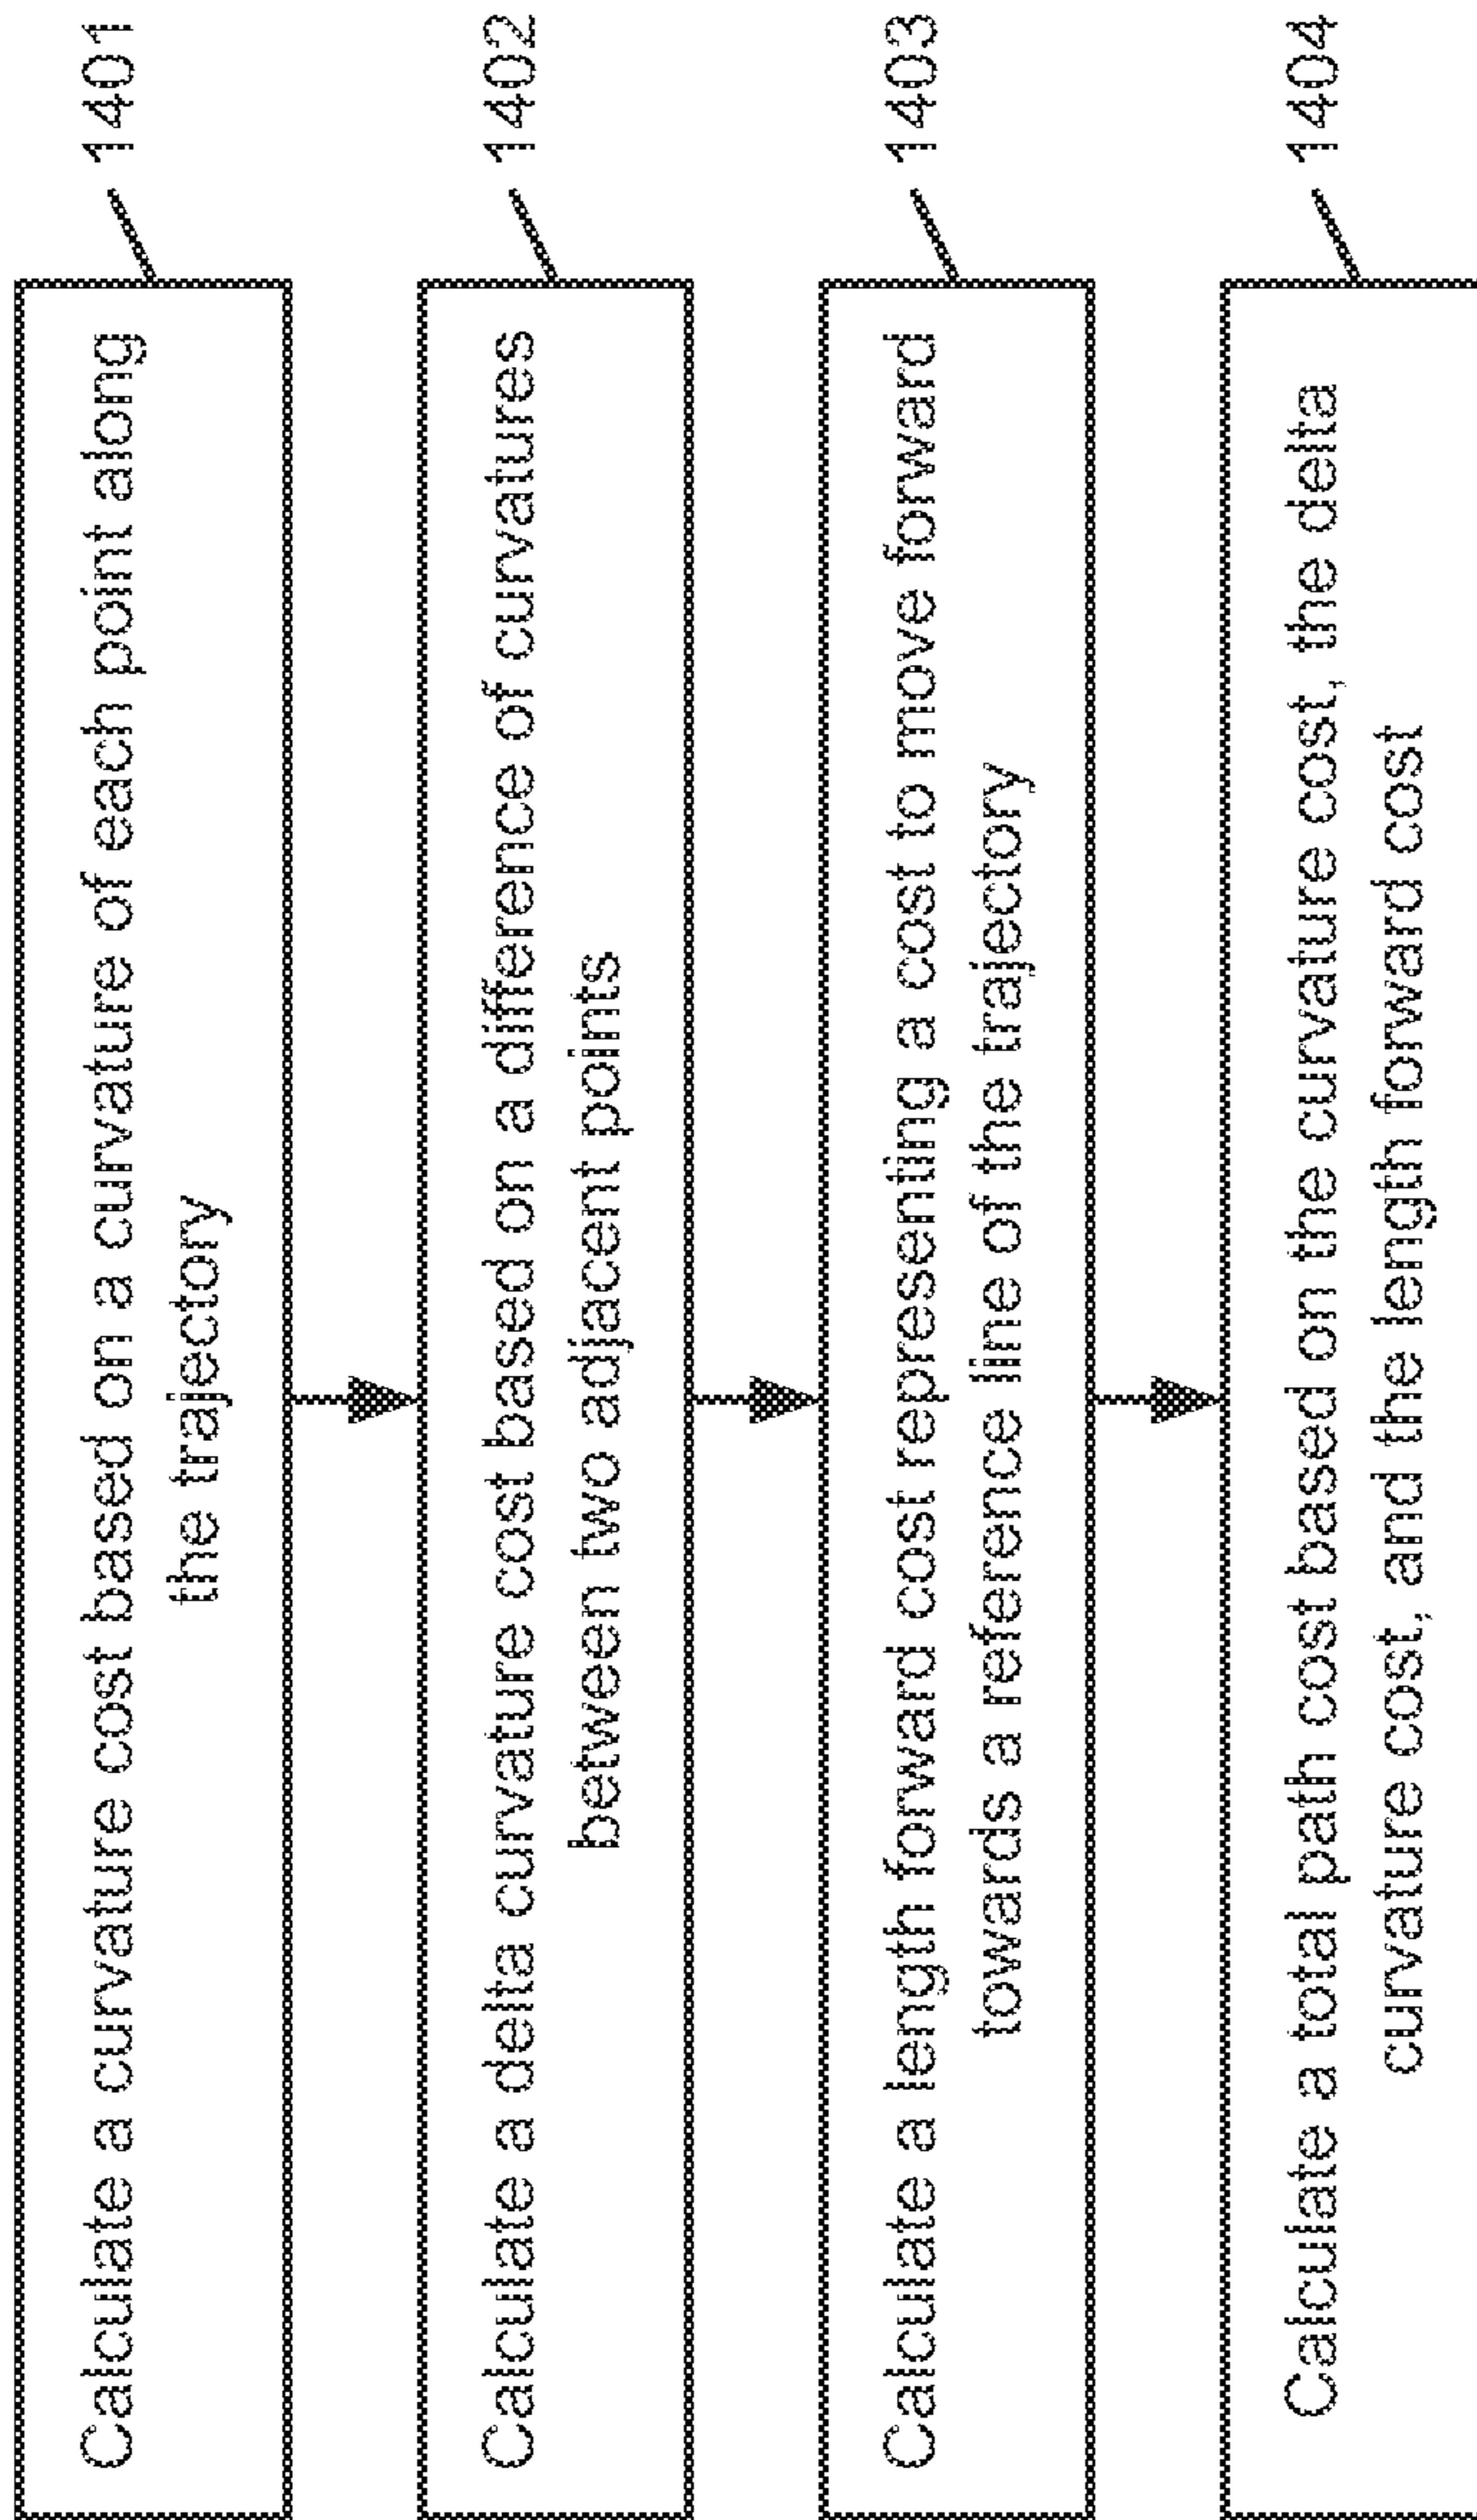 Calculate a curvature cost based on a curvature of each point along
the trajectory
1401
Calculate a delta curvature cost based on a difference of curvatures
between two adjacent points
1402
Calculate a length forward cost representing a cost to move forward
towards a reference line of the trajectory
1403
Calculate a total path cost based on the curvature cost, the delta
curvature cost, and the length forward cost
1404